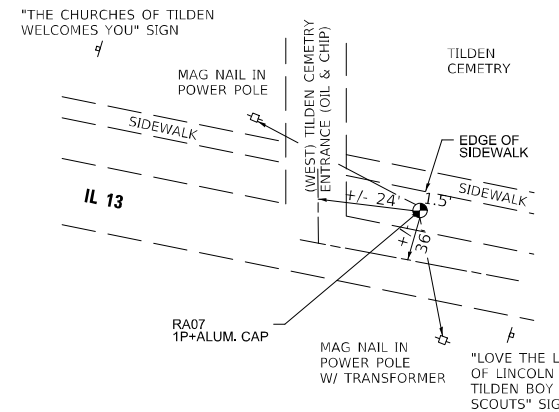 "THE CHURCHES OF TILDEN
WELCOMES YOU" SIGN
MAG NAIL IN
POWER POLE
(WEST) TILDEN CEMETRY
ENTRANCE (OIL & CHIP)
TILDEN
CEMETRY
SIDEWALK
EDGE OF
SIDEWALK
SIDEWALK
+/- 24'
1.5'
IL 13
+/-
36'
RA07
1P+ALUM. CAP
MAG NAIL IN
POWER POLE
W/ TRANSFORMER
"LOVE THE L
OF LINCOLN
TILDEN BOY
SCOUTS" SIG